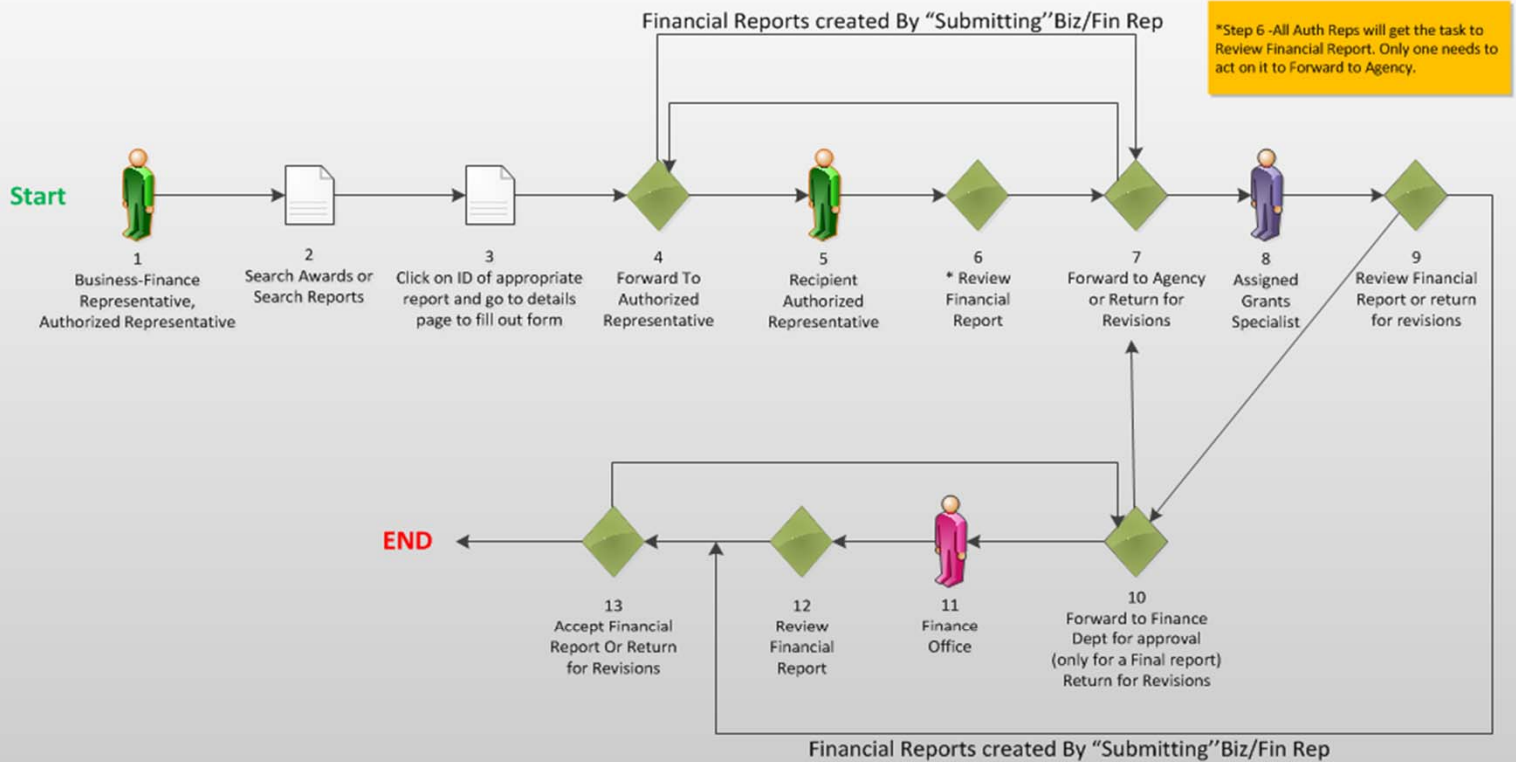 Financial Reports created By “Submitting’’Biz/Fin Rep
*Step 6 -All Auth Reps will get the task to
Review Financial Report. Only one needs to
act on it to Forward to Agency.
Start
1
Business-Finance
Representative,
Authorized Representative
2
Search Awards or
Search Reports
3
Click on ID of appropriate
report and go to details
page to fill out form
4
Forward To
Authorized
Representative
5
Recipient
Authorized
Representative
6
* Review
Financial
Report
7
Forward to Agency
or Return for
Revisions
8
Assigned
Grants
Specialist
9
Review Financial
Report or return
for revisions
END
13
Accept Financial
Report Or Return
for Revisions
12
Review
Financial
Report
11
Finance
Office
10
Forward to Finance
Dept for approval
(only for a Final report)
Return for Revisions
Financial Reports created By “Submitting’’Biz/Fin Rep